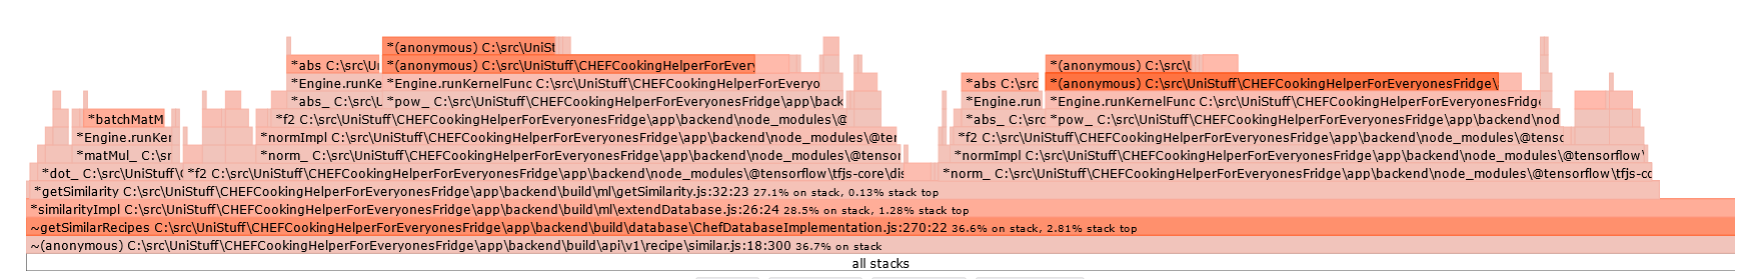 *(anonymous) C:\src\UniSt
*abs C:\src\U *(anonymous) C:\src\UniStuff\CHEFCookingHelperForEver *(anonymous) C:\src\
*Engine.runKe *Engine.runKernelFunc C:\src\UniStuff\CHEFCookingHelperForEveryo *abs C:\src *(anonymous) C:\src\UniStuff\CHEFCookingHelperForEveryonesFridge\
*abs_ C:\src\ *pow_ C:\src\UniStuff\CHEFCookingHelperForEveryonesFridge\app\back *Engine.run *Engine.runKernelFunc C:\src\UniStuff\CHEFCookingHelperForEveryonesFridge
*batchMatM *f2 C:\src\UniStuff\CHEFCookingHelperForEveryonesFridge\app\backend\node_modules\@ *abs_ C:\src *pow_ C:\src\UniStuff\CHEFCookingHelperForEveryonesFridge\app\backend\nod
*Engine.runKer *normImpl C:\src\UniStuff\CHEFCookingHelperForEveryonesFridge\app\backend\node_modules\@ten *f2 C:\src\UniStuff\CHEFCookingHelperForEveryonesFridge\app\backend\node_modules\@tens
*matMul_ C:\sr *norm_ C:\src\UniStuff\CHEFCookingHelperForEveryonesFridge\app\backend\node_modules\@tensor *normImpl C:\src\UniStuff\CHEFCookingHelperForEveryonesFridge\app\backend\node_modules\@tensorflow\
*dot_ C:\src\UniStuff\ *f2 C:\src\UniStuff\CHEFCookingHelperForEveryonesFridge\app\backend\node_modules\@tensorflow\tfjs-core\dis *norm_ C:\src\UniStuff\CHEFCookingHelperForEveryonesFridge\app\backend\node_modules\@tensorflow\tfjs-co
*getSimilarity C:\src\UniStuff\CHEFCookingHelperForEveryonesFridge\app\backend\build\ml\getSimilarity.js:32:23 27.1% on stack, 0.13% stack top
*similarityImpl C:\src\UniStuff\CHEFCookingHelperForEveryonesFridge\app\backend\build\ml\extendDatabase.js:26:24 28.5% on stack, 1.28% stack top
~getSimilarRecipes C:\src\UniStuff\CHEFCookingHelperForEveryonesFridge\app\backend\build\database\ChefDatabaseImplementation.js:270:22 36.6% on stack, 2.81% stack top
~(anonymous) C:\src\UniStuff\CHEFCookingHelperForEveryonesFridge\app\backend\build\api\v1\recipe\similar.js:18:300 36.7% on stack
all stacks